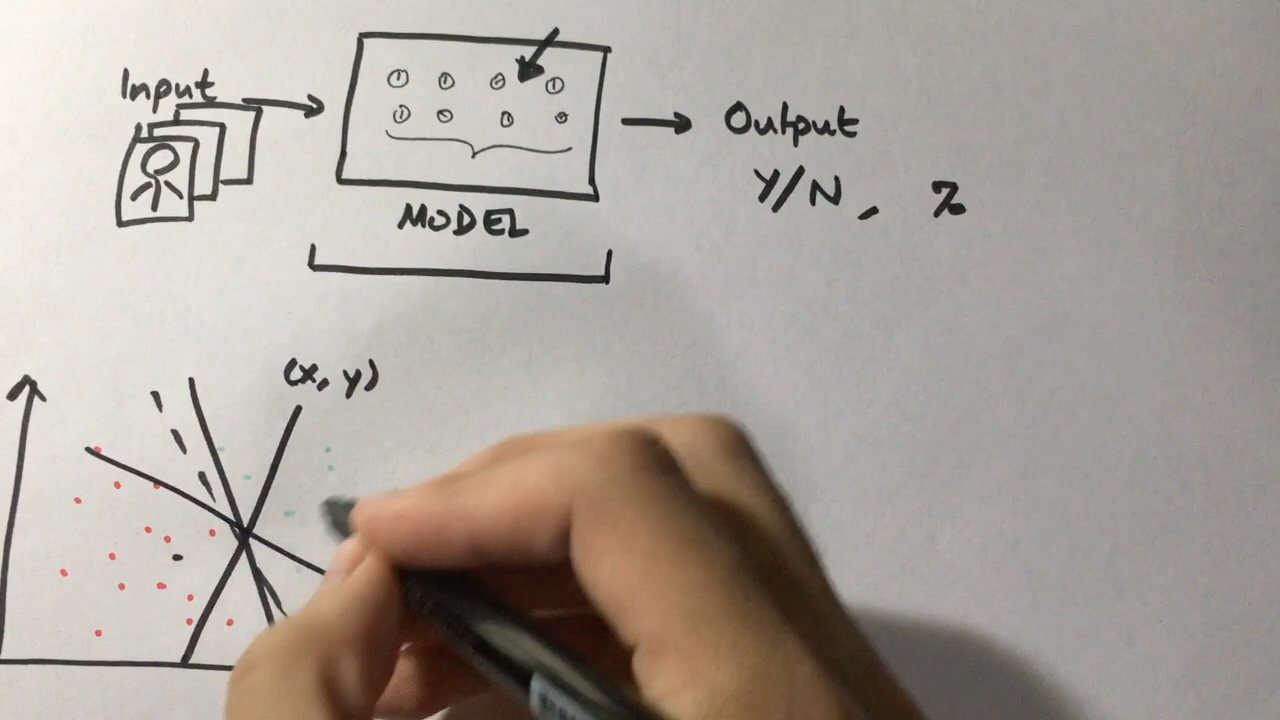 Input
Output
Y/N, %
MODEL
(x, y)